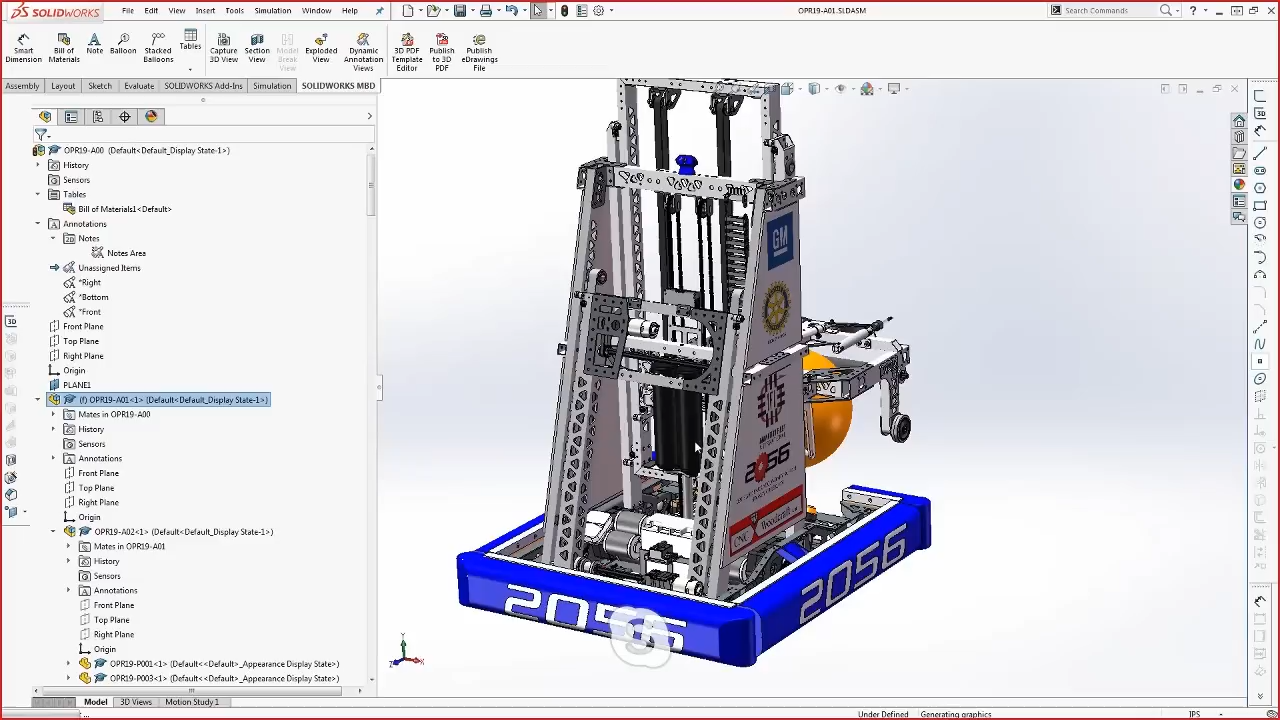 SOLIDWORKS File Edit View Insert Tools Simulation Window Help OPR19-A01.SLDASM Search Commands
Smart Dimension Bill of Materials Note Balloon Stacked Balloons Tables Capture 3D View Section View Model Break View Exploded View Dynamic Annotation Views 3D PDF Template Editor Publish to 3D PDF Publish eDrawings File
Assembly Layout Sketch Evaluate SOLIDWORKS Add-Ins Simulation SOLIDWORKS MBD
OPR19-A00 (Default<Default_Display State-1>)
History
Sensors
Tables
Bill of Materials1 <Default>
Annotations
Notes
Notes Area
Unassigned Items
*Right
*Bottom
*Front
Front Plane
Top Plane
Right Plane
Origin
PLANE1
(f) OPR19-A01<1> (Default<Default_Display State-1>)
Mates in OPR19-A00
History
Sensors
Annotations
Front Plane
Top Plane
Right Plane
Origin
OPR19-A02<1> (Default<Default_Display State-1>)
Mates in OPR19-A01
History
Sensors
Annotations
Front Plane
Top Plane
Right Plane
Origin
OPR19-P001<1> (Default<<Default>_Appearance Display State>)
OPR19-P003<1> (Default<<Default>_Appearance Display State>)
GM
2056
Woodcraft
CNC
2056
2056
Model 3D Views Motion Study 1
Under Defined Generating graphics IPS